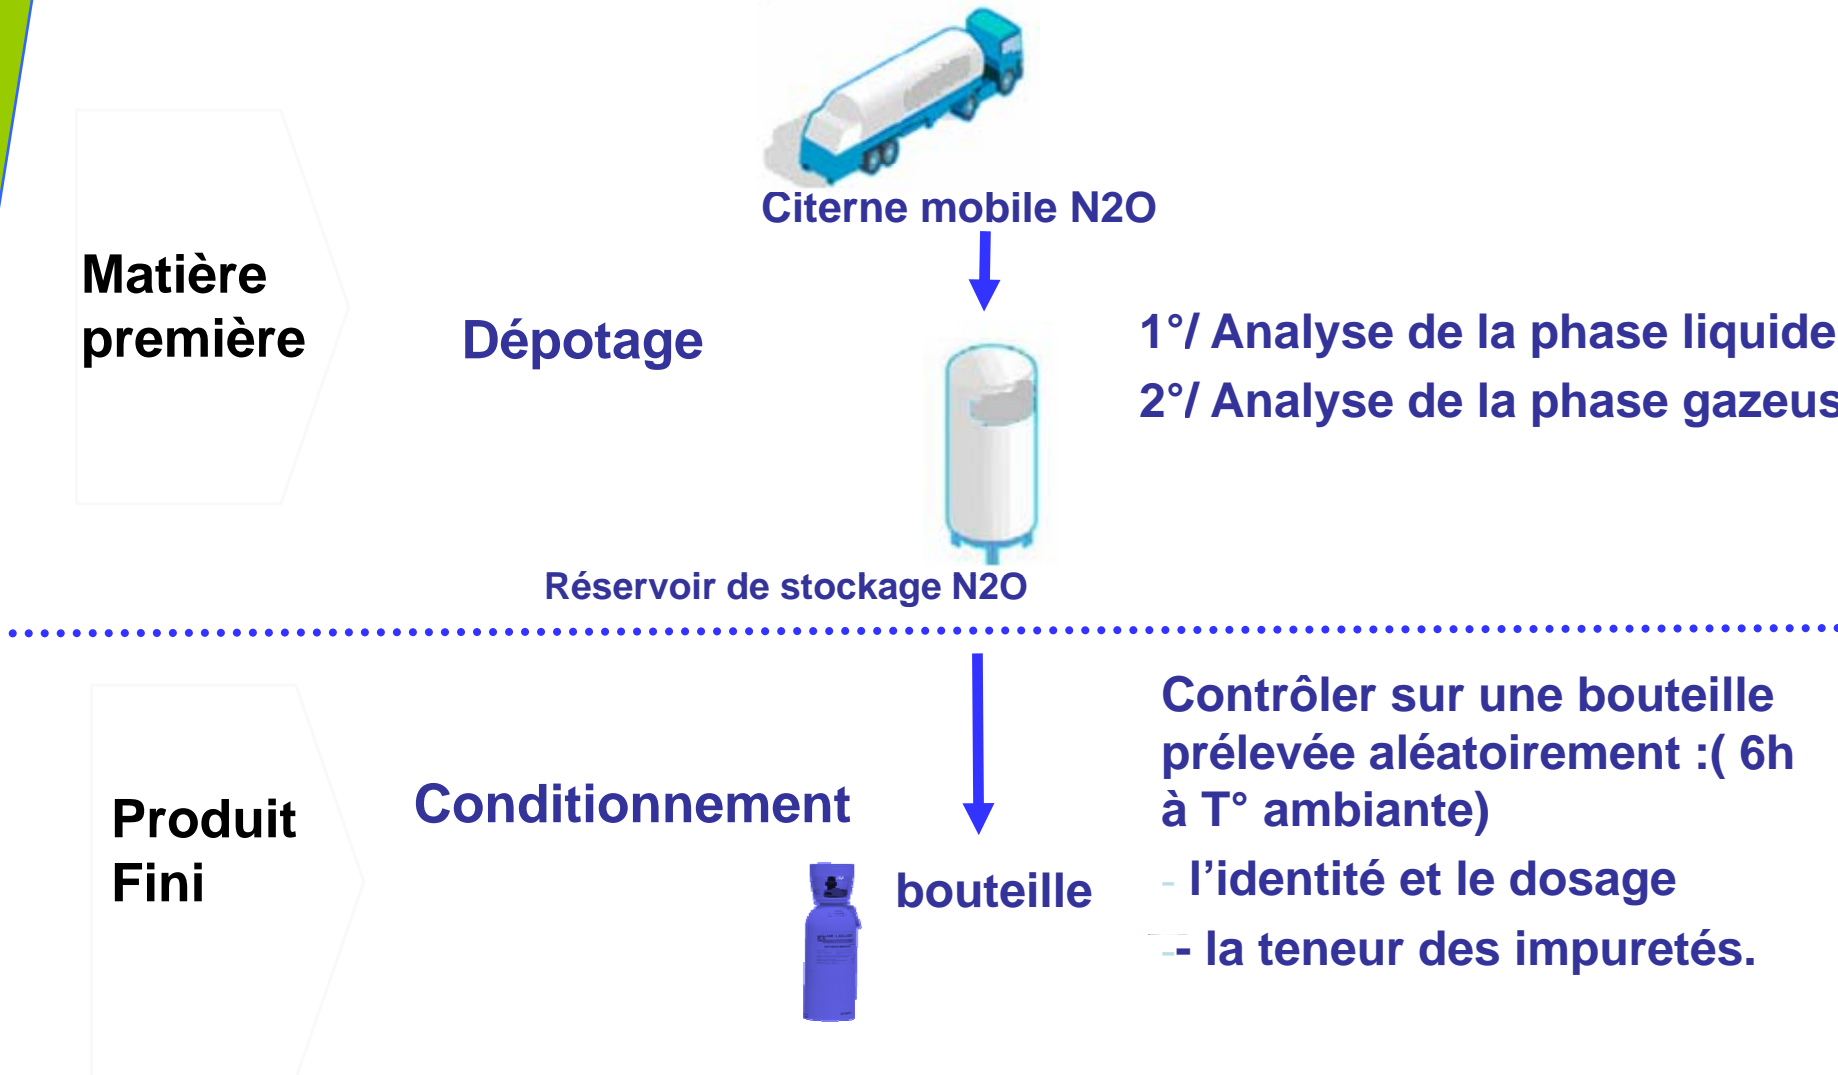 Citerne mobile N2O
Matière
première
Dépotage
1°/ Analyse de la phase liquide
2°/ Analyse de la phase gazeus
Réservoir de stockage N2O
Contrôler sur une bouteille
prélevée aléatoirement :( 6h
à T° ambiante)
Produit
Fini
Conditionnement
bouteille
- l’identité et le dosage
-- la teneur des impuretés.